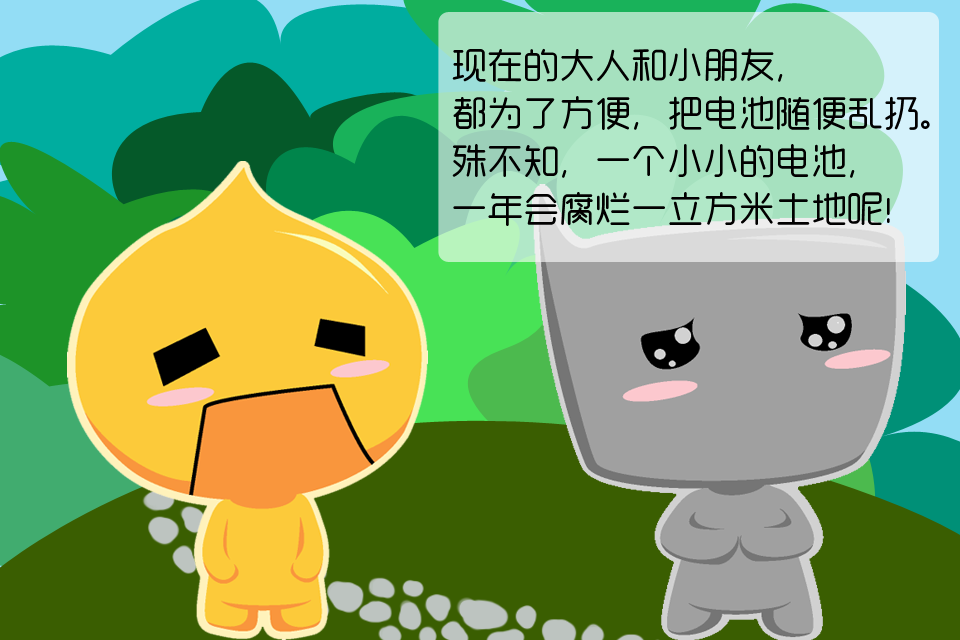 现在的大人和小朋友,
都为了方便，把电池随便乱扔。
殊不知，一个小小的电池,
一年会腐烂一立方米土地呢!